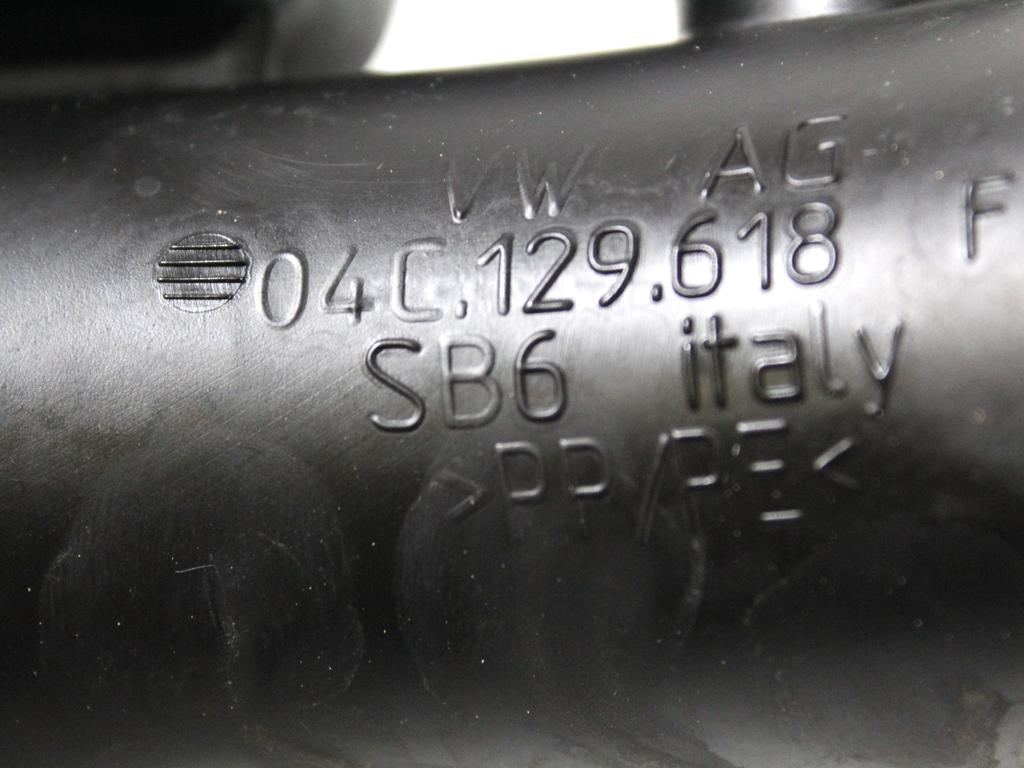 VW AG
04C.129.618 F
SB6 italy
>PP/PE<